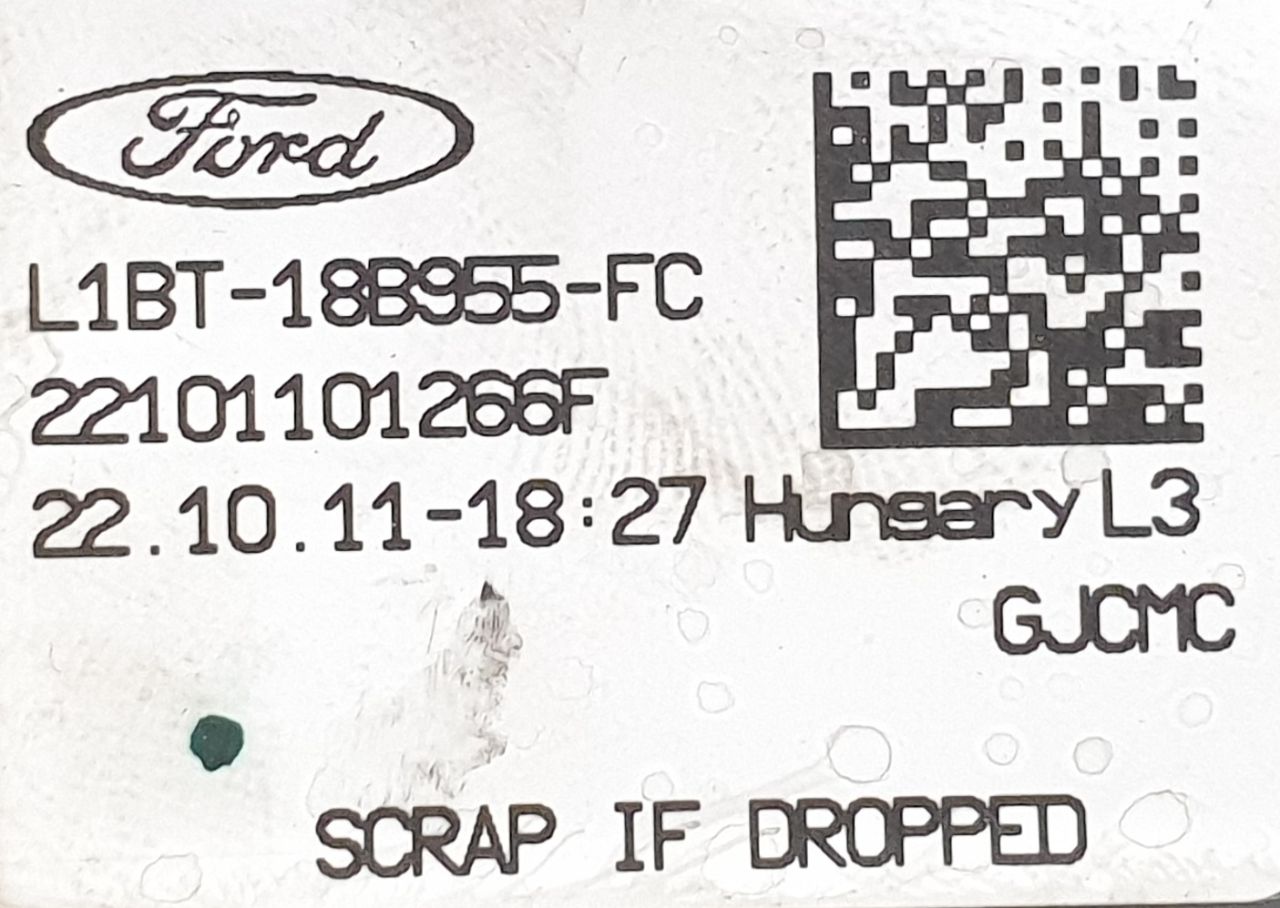 Ford
L1BT-18B955-FC
22101101266F
22.10.11-18:27 Hungary L3
GJCMC
SCRAP IF DROPPED